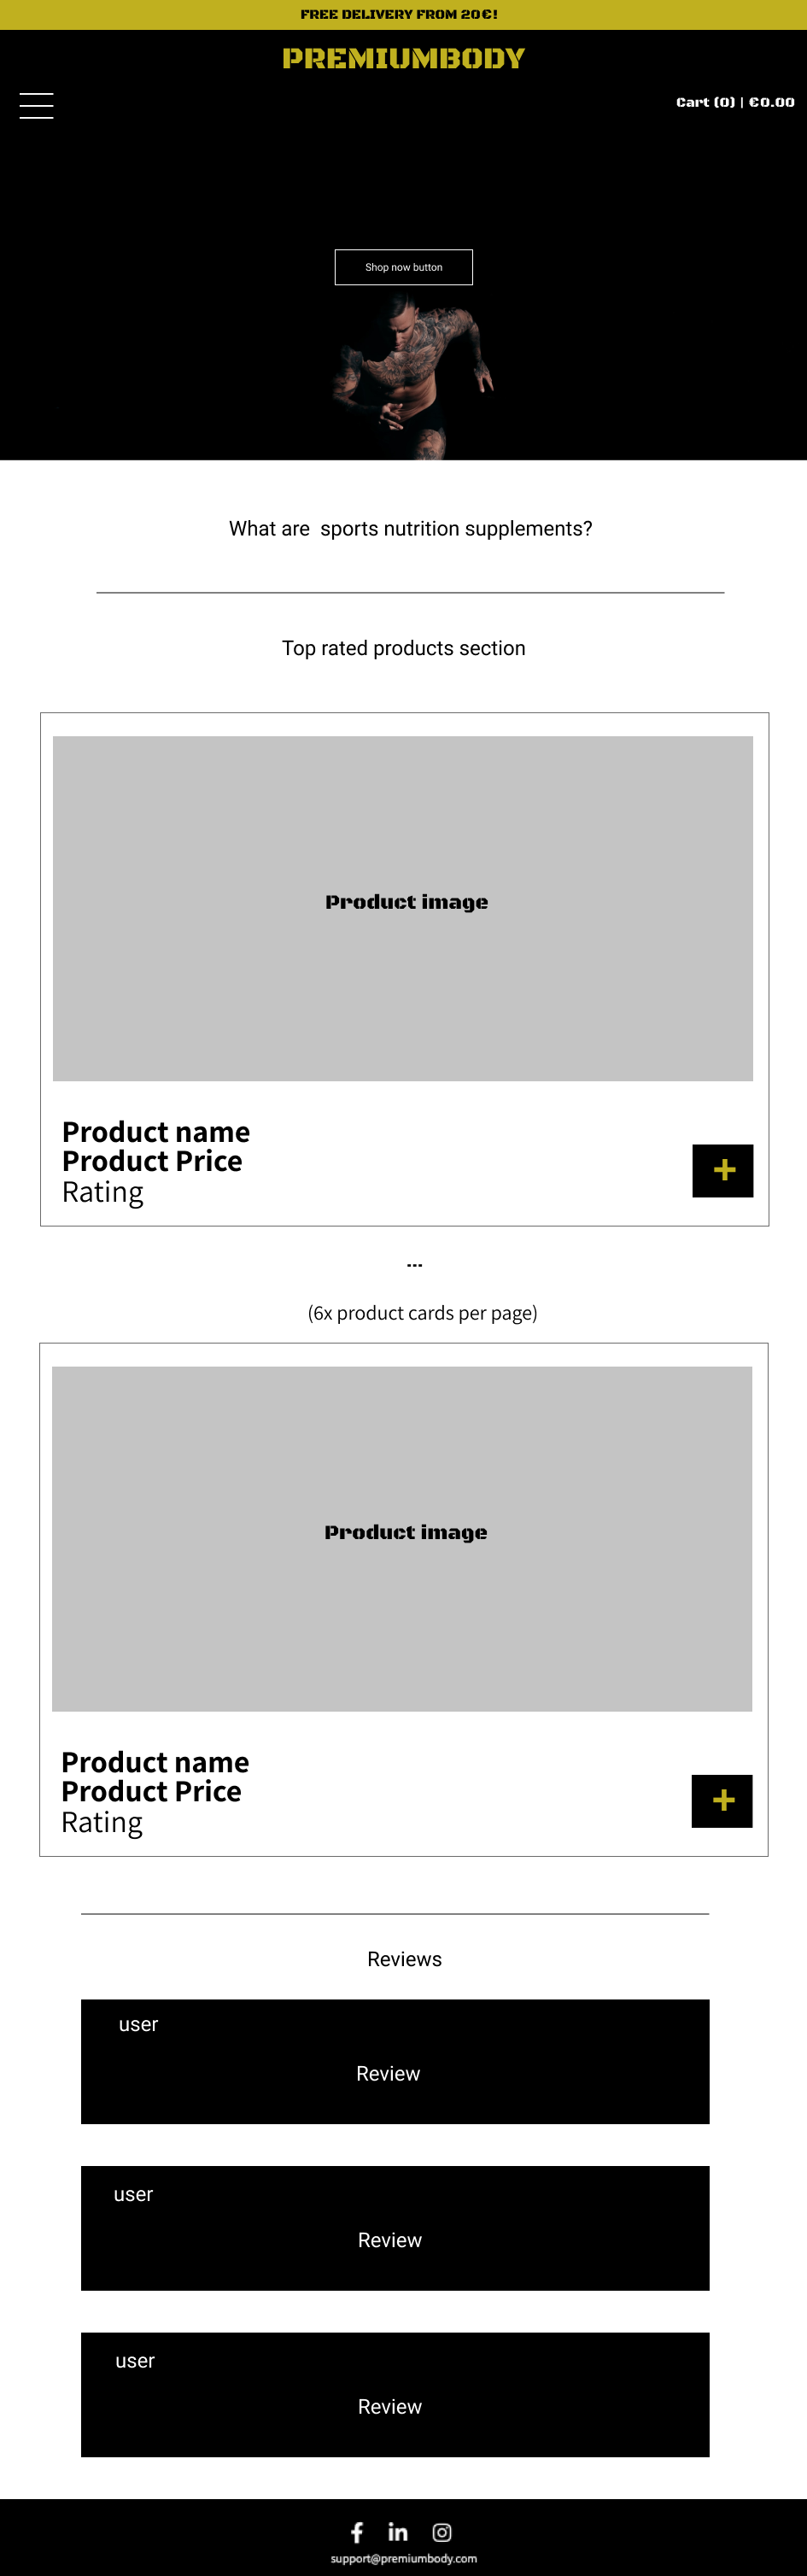 FREE DELIVERY FROM 20€!
PREMIUMBODY
Cart (0) | €0.00
Shop now button
What are  sports nutrition supplements?
Top rated products section
Product image
Product name
Product Price
Rating
+
...
(6x product cards per page)
Product image
Product name
Product Price
Rating
+
Reviews
user
Review
user
Review
user
Review
support@premiumbody.com